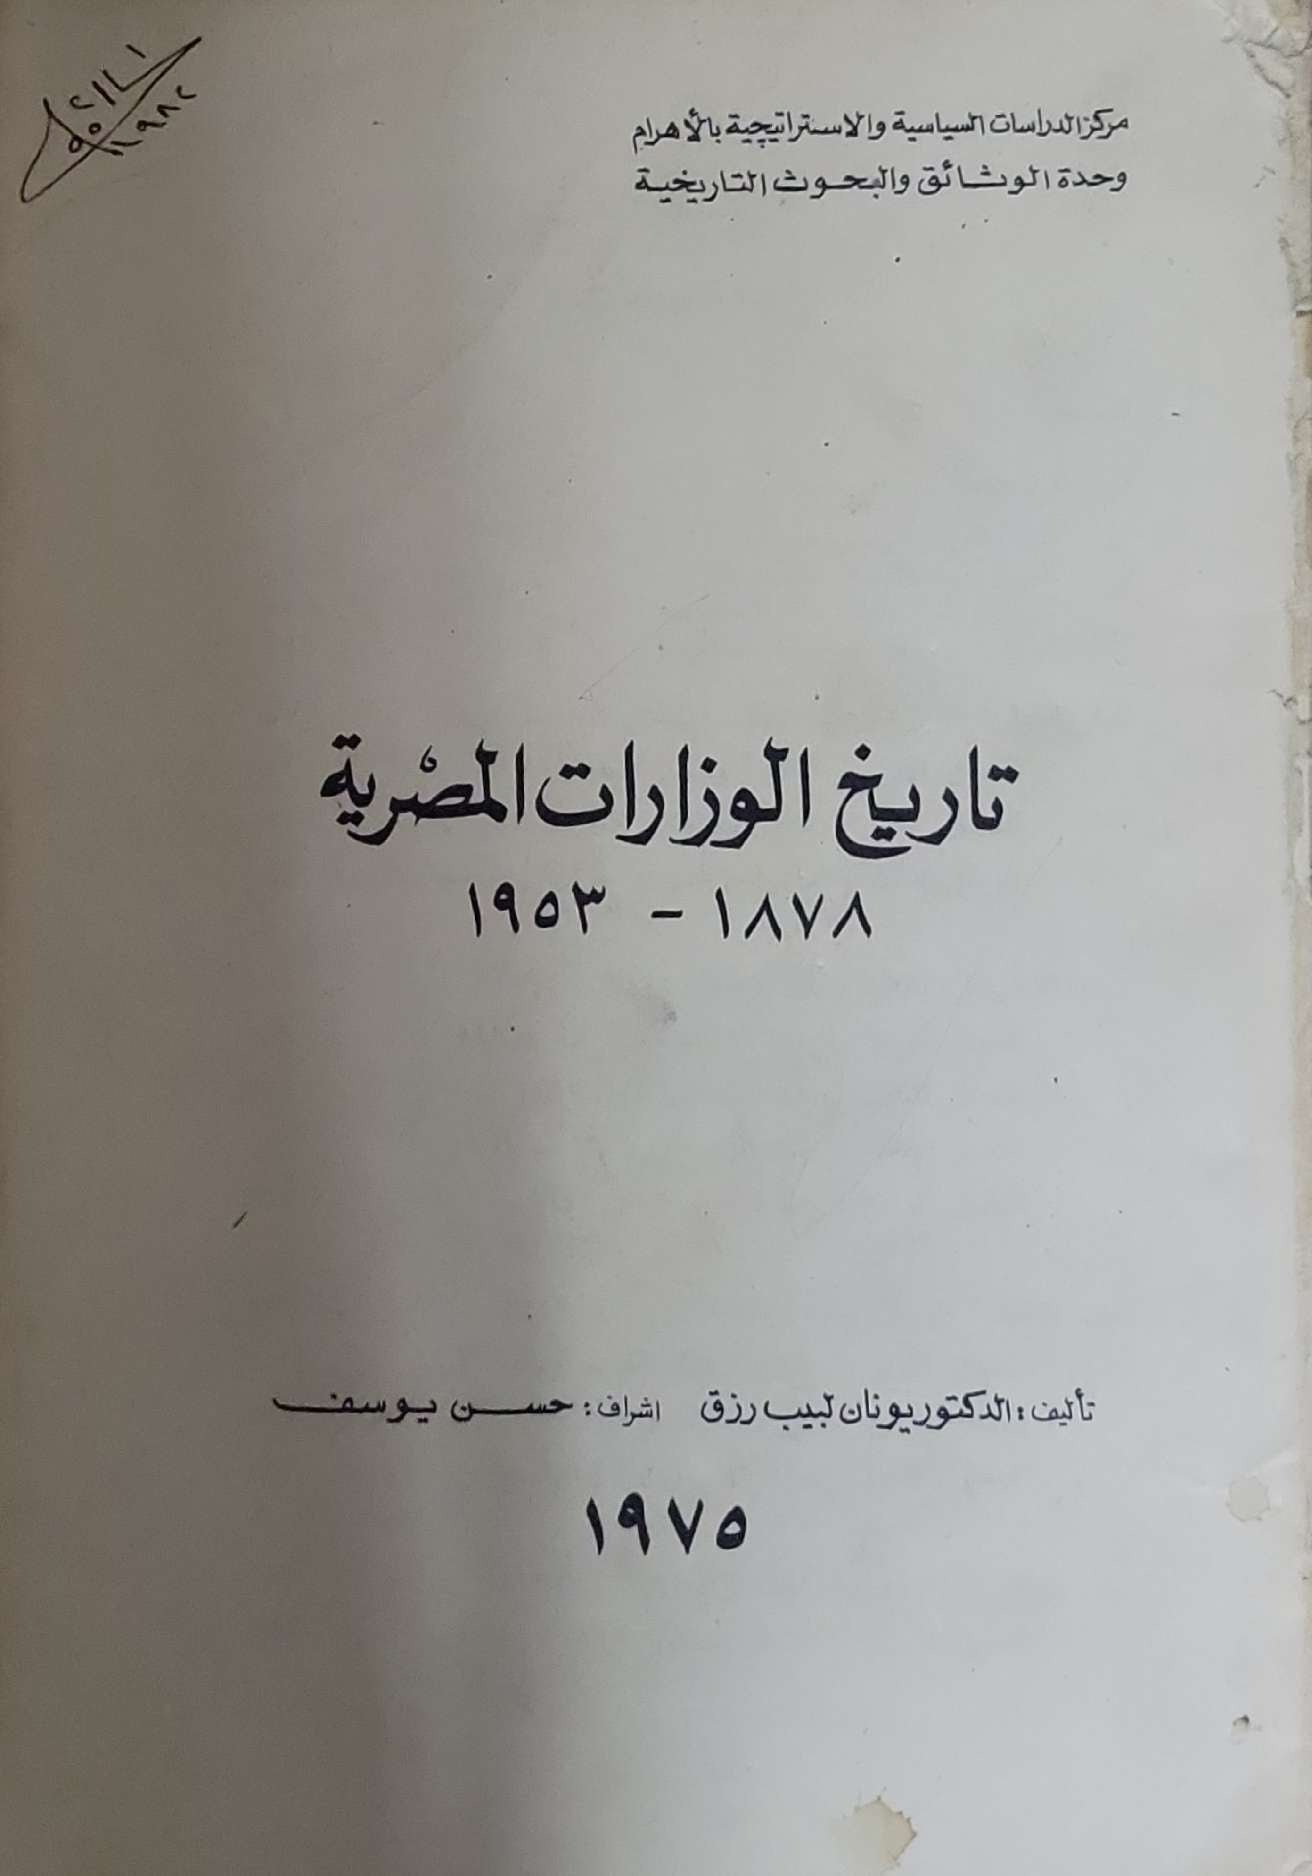 مركز الدراسات السياسية والاستراتيجية بالأهرام
وحدة الوثائق والبحوث التاريخية
تاريخ الوزارات المصرية
١٨٧٨ - ١٩٥٣
تأليف: الدكتور يونان لبيب رزق اشراف: حسن يوسف
١٩٧٥